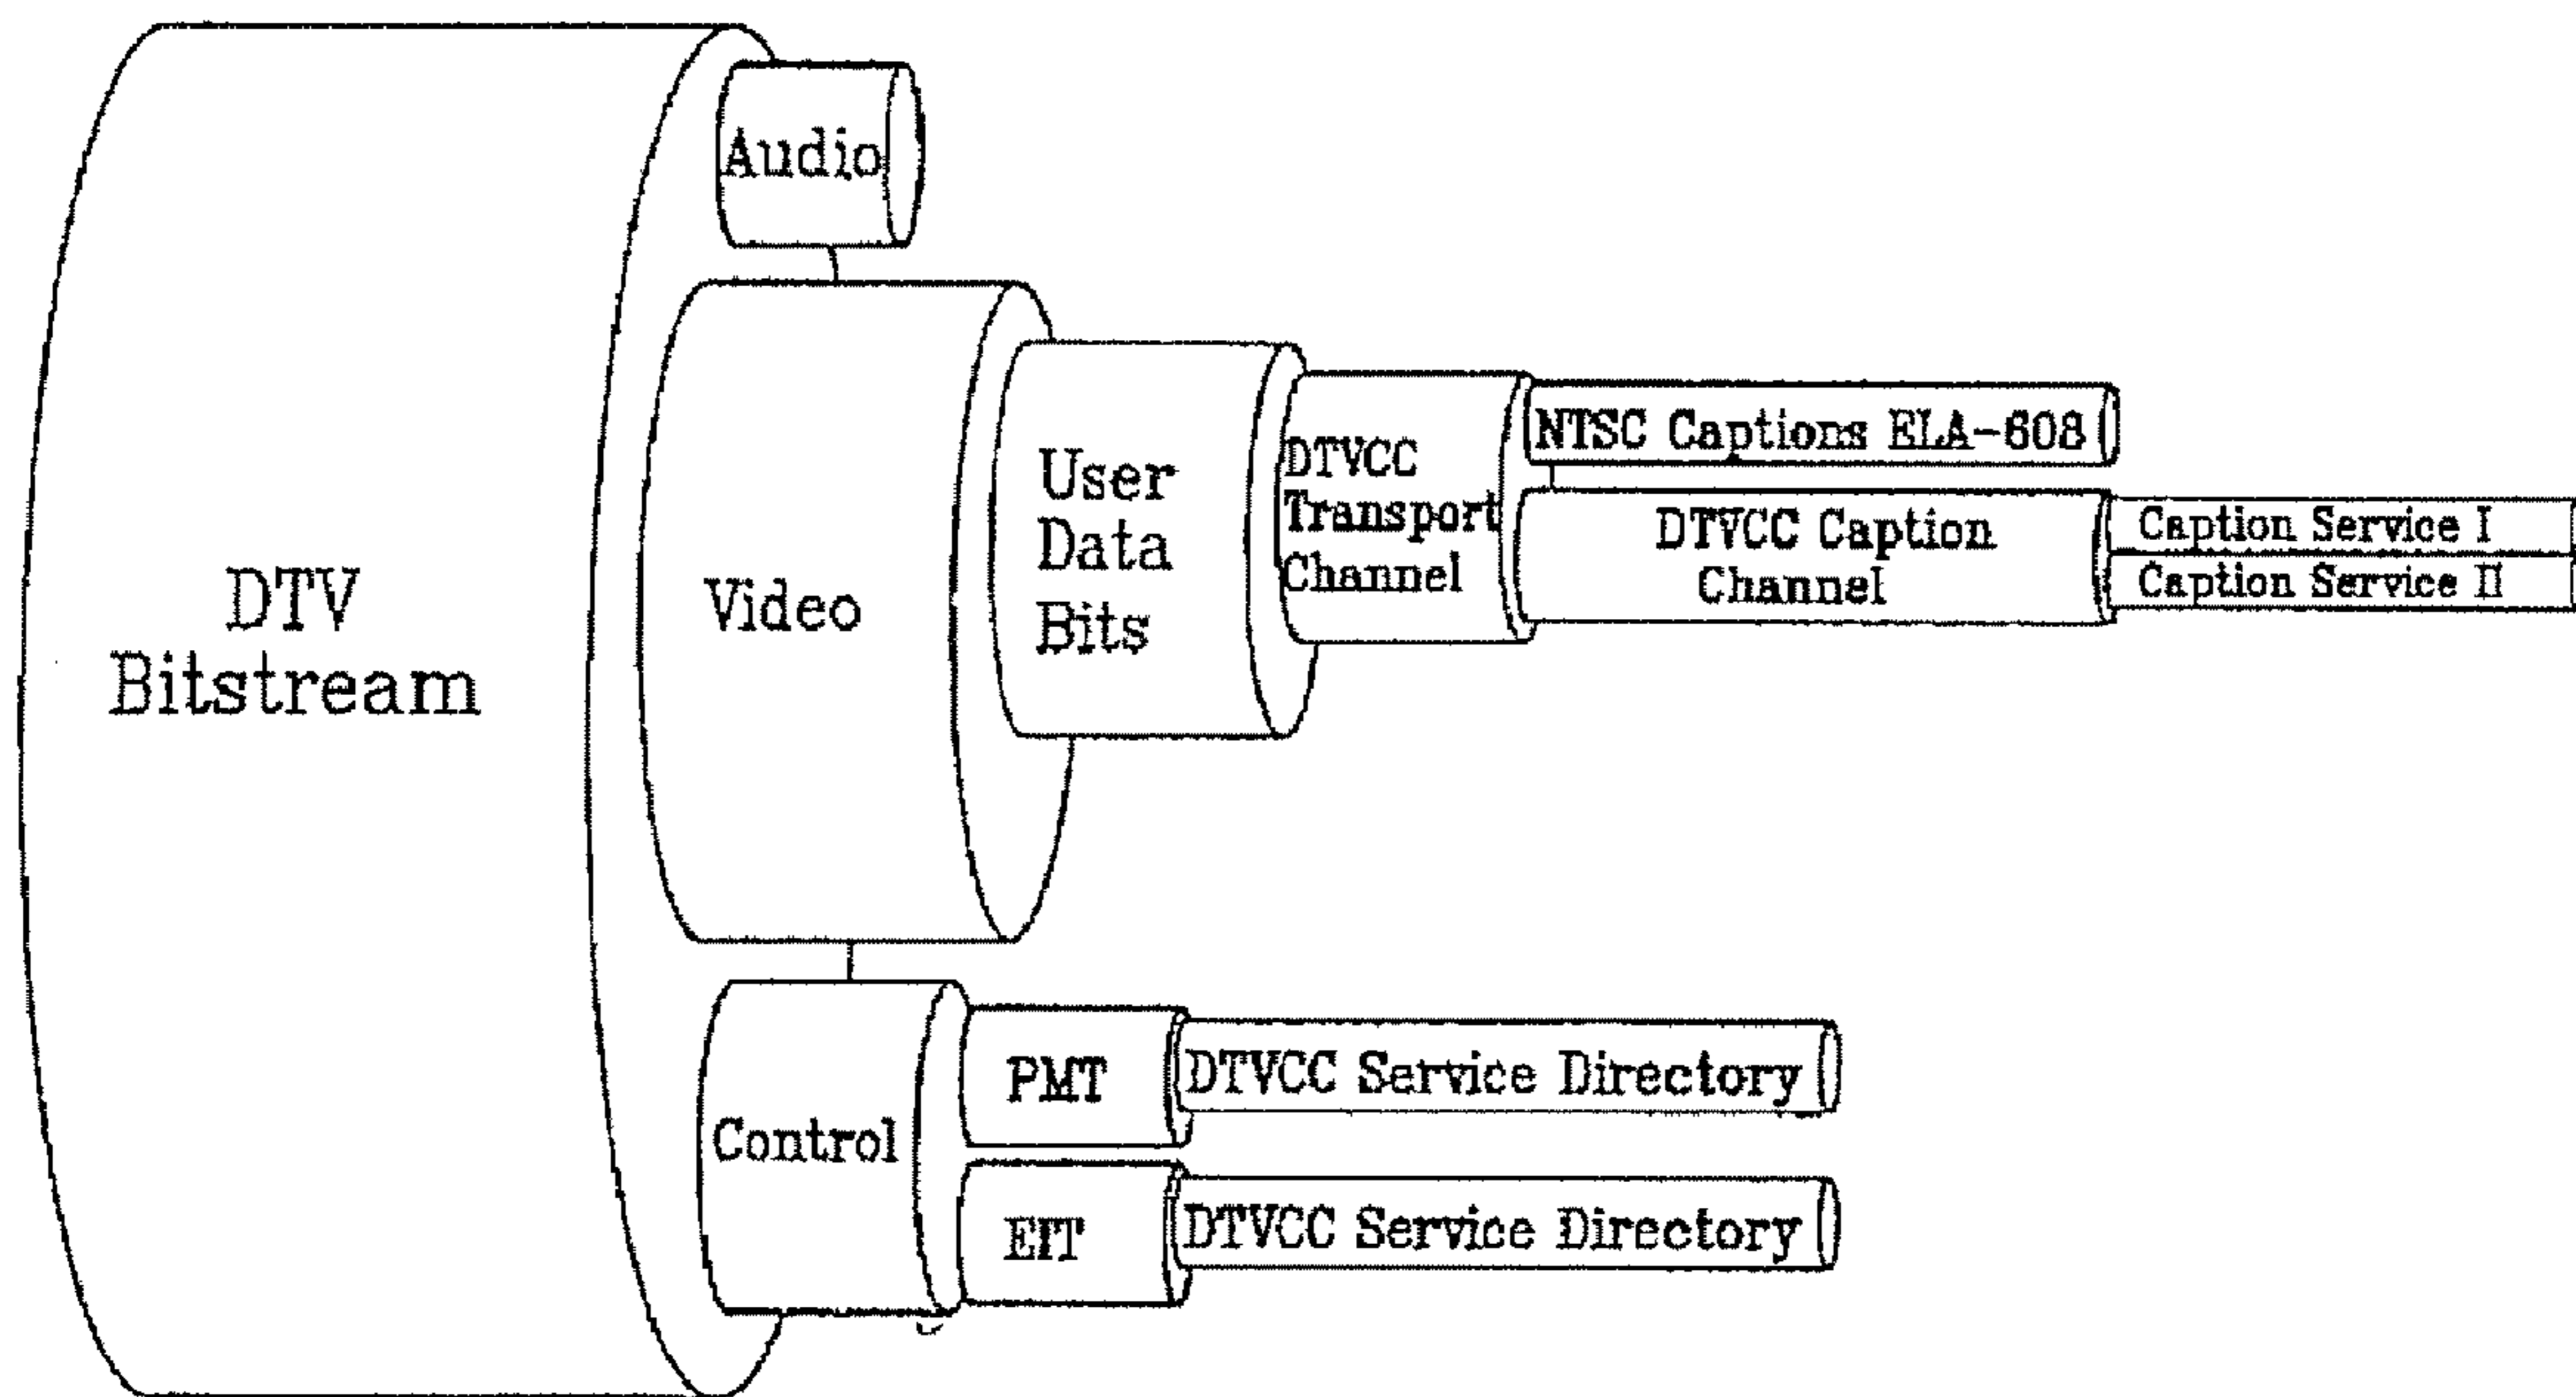 Audio
DTV
Bitstream
Video
User
Data
Bits
DTVCC
Transport
Channel
NTSC Captions ELA-608
DTVCC Caption
Channel
Caption Service I
Caption Service II
Control
PMT
DTVCC Service Directory
EIT
DTVCC Service Directory